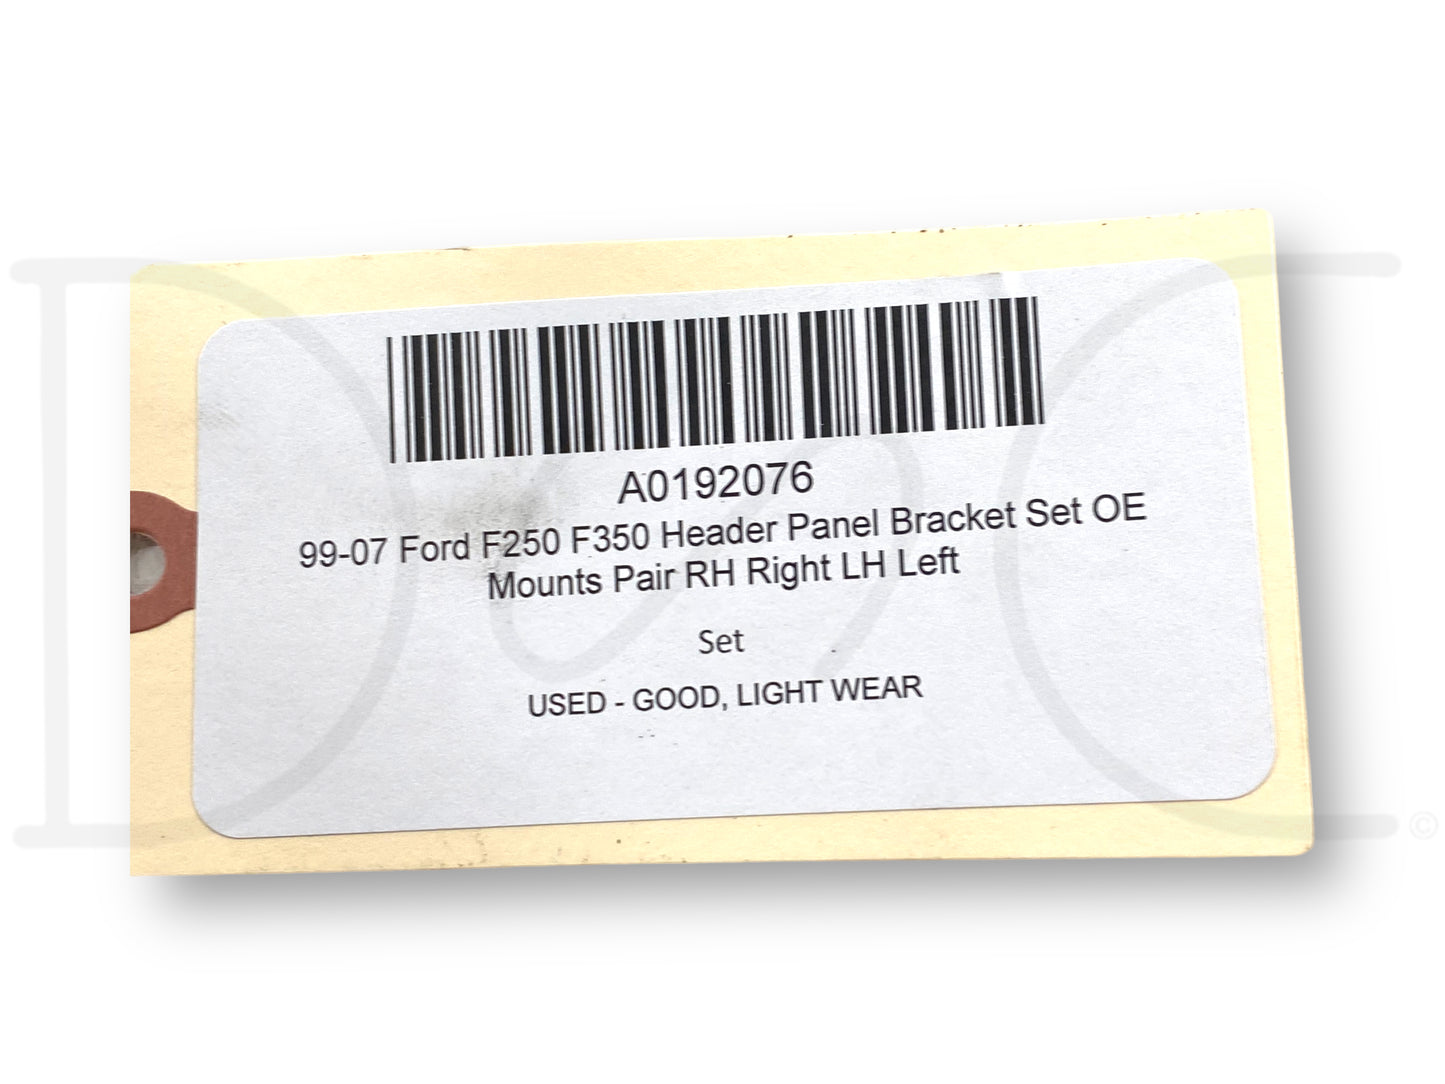 A0192076
99-07 Ford F250 F350 Header Panel Bracket Set OE
Mounts Pair RH Right LH Left
Set
USED - GOOD, LIGHT WEAR
©